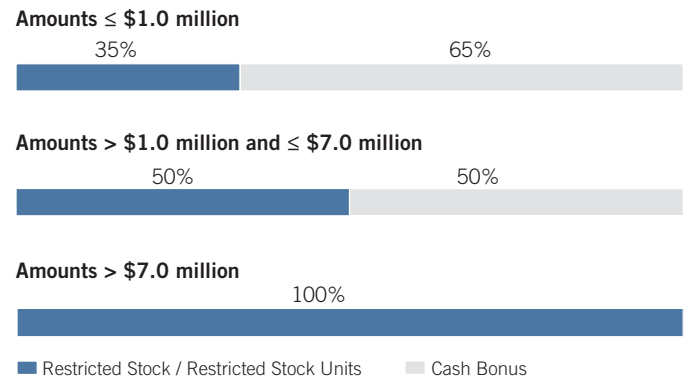 Amounts ≤ $1.0 million
35% 65%
Amounts > $1.0 million and ≤ $7.0 million
50% 50%
Amounts > $7.0 million
100%
Restricted Stock / Restricted Stock Units Cash Bonus